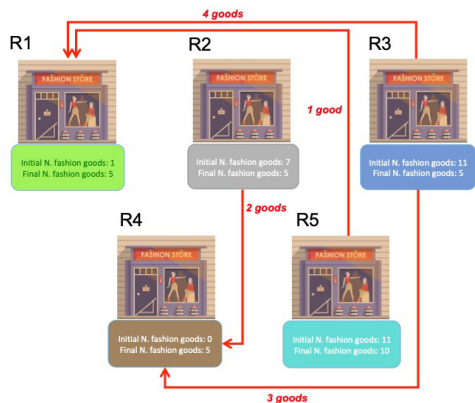 4 goods
R1
R2
R3
FASHION STORE
FASHION STORE
FASHION STORE
1 good
Initial N. fashion goods: 1
Final N. fashion goods: 5
Initial N. fashion goods: 7
Final N. fashion goods: 5
Initial N. fashion goods: 11
Final N. fashion goods: 5
R4
2 goods
R5
FASHION STORE
FASHION STORE
Initial N. fashion goods: 0
Final N. fashion goods: 5
Initial N. fashion goods: 11
Final N. fashion goods: 10
3 goods